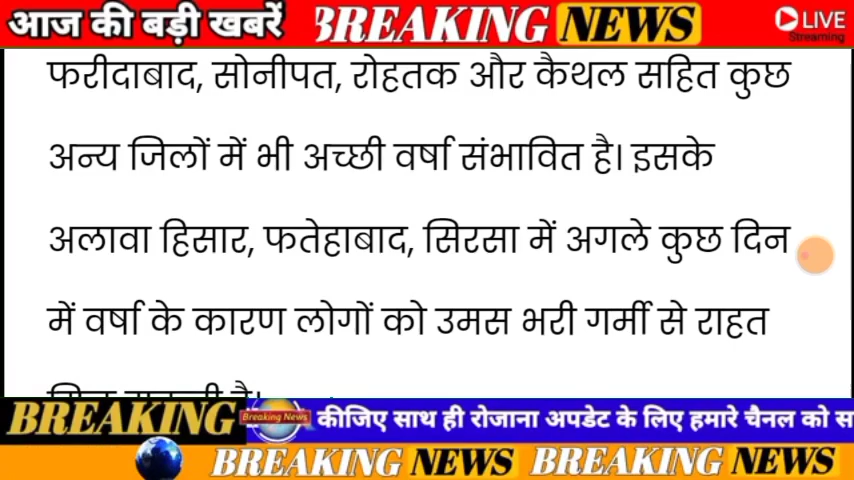 आज की बड़ी खबरें BREAKING NEWS LIVE
Streaming
फरीदाबाद, सोनीपत, रोहतक और कैथल सहित कुछ
अन्य जिलों में भी अच्छी वर्षा संभावित है। इसके
अलावा हिसार, फतेहाबाद, सिरसा में अगले कुछ दिन
में वर्षा के कारण लोगों को उमस भरी गर्मी से राहत
है।
BREAKING Breaking News कीजिए साथ ही रोजाना अपडेट के लिए हमारे चैनल को
BREAKING NEWS BREAKING NEWS